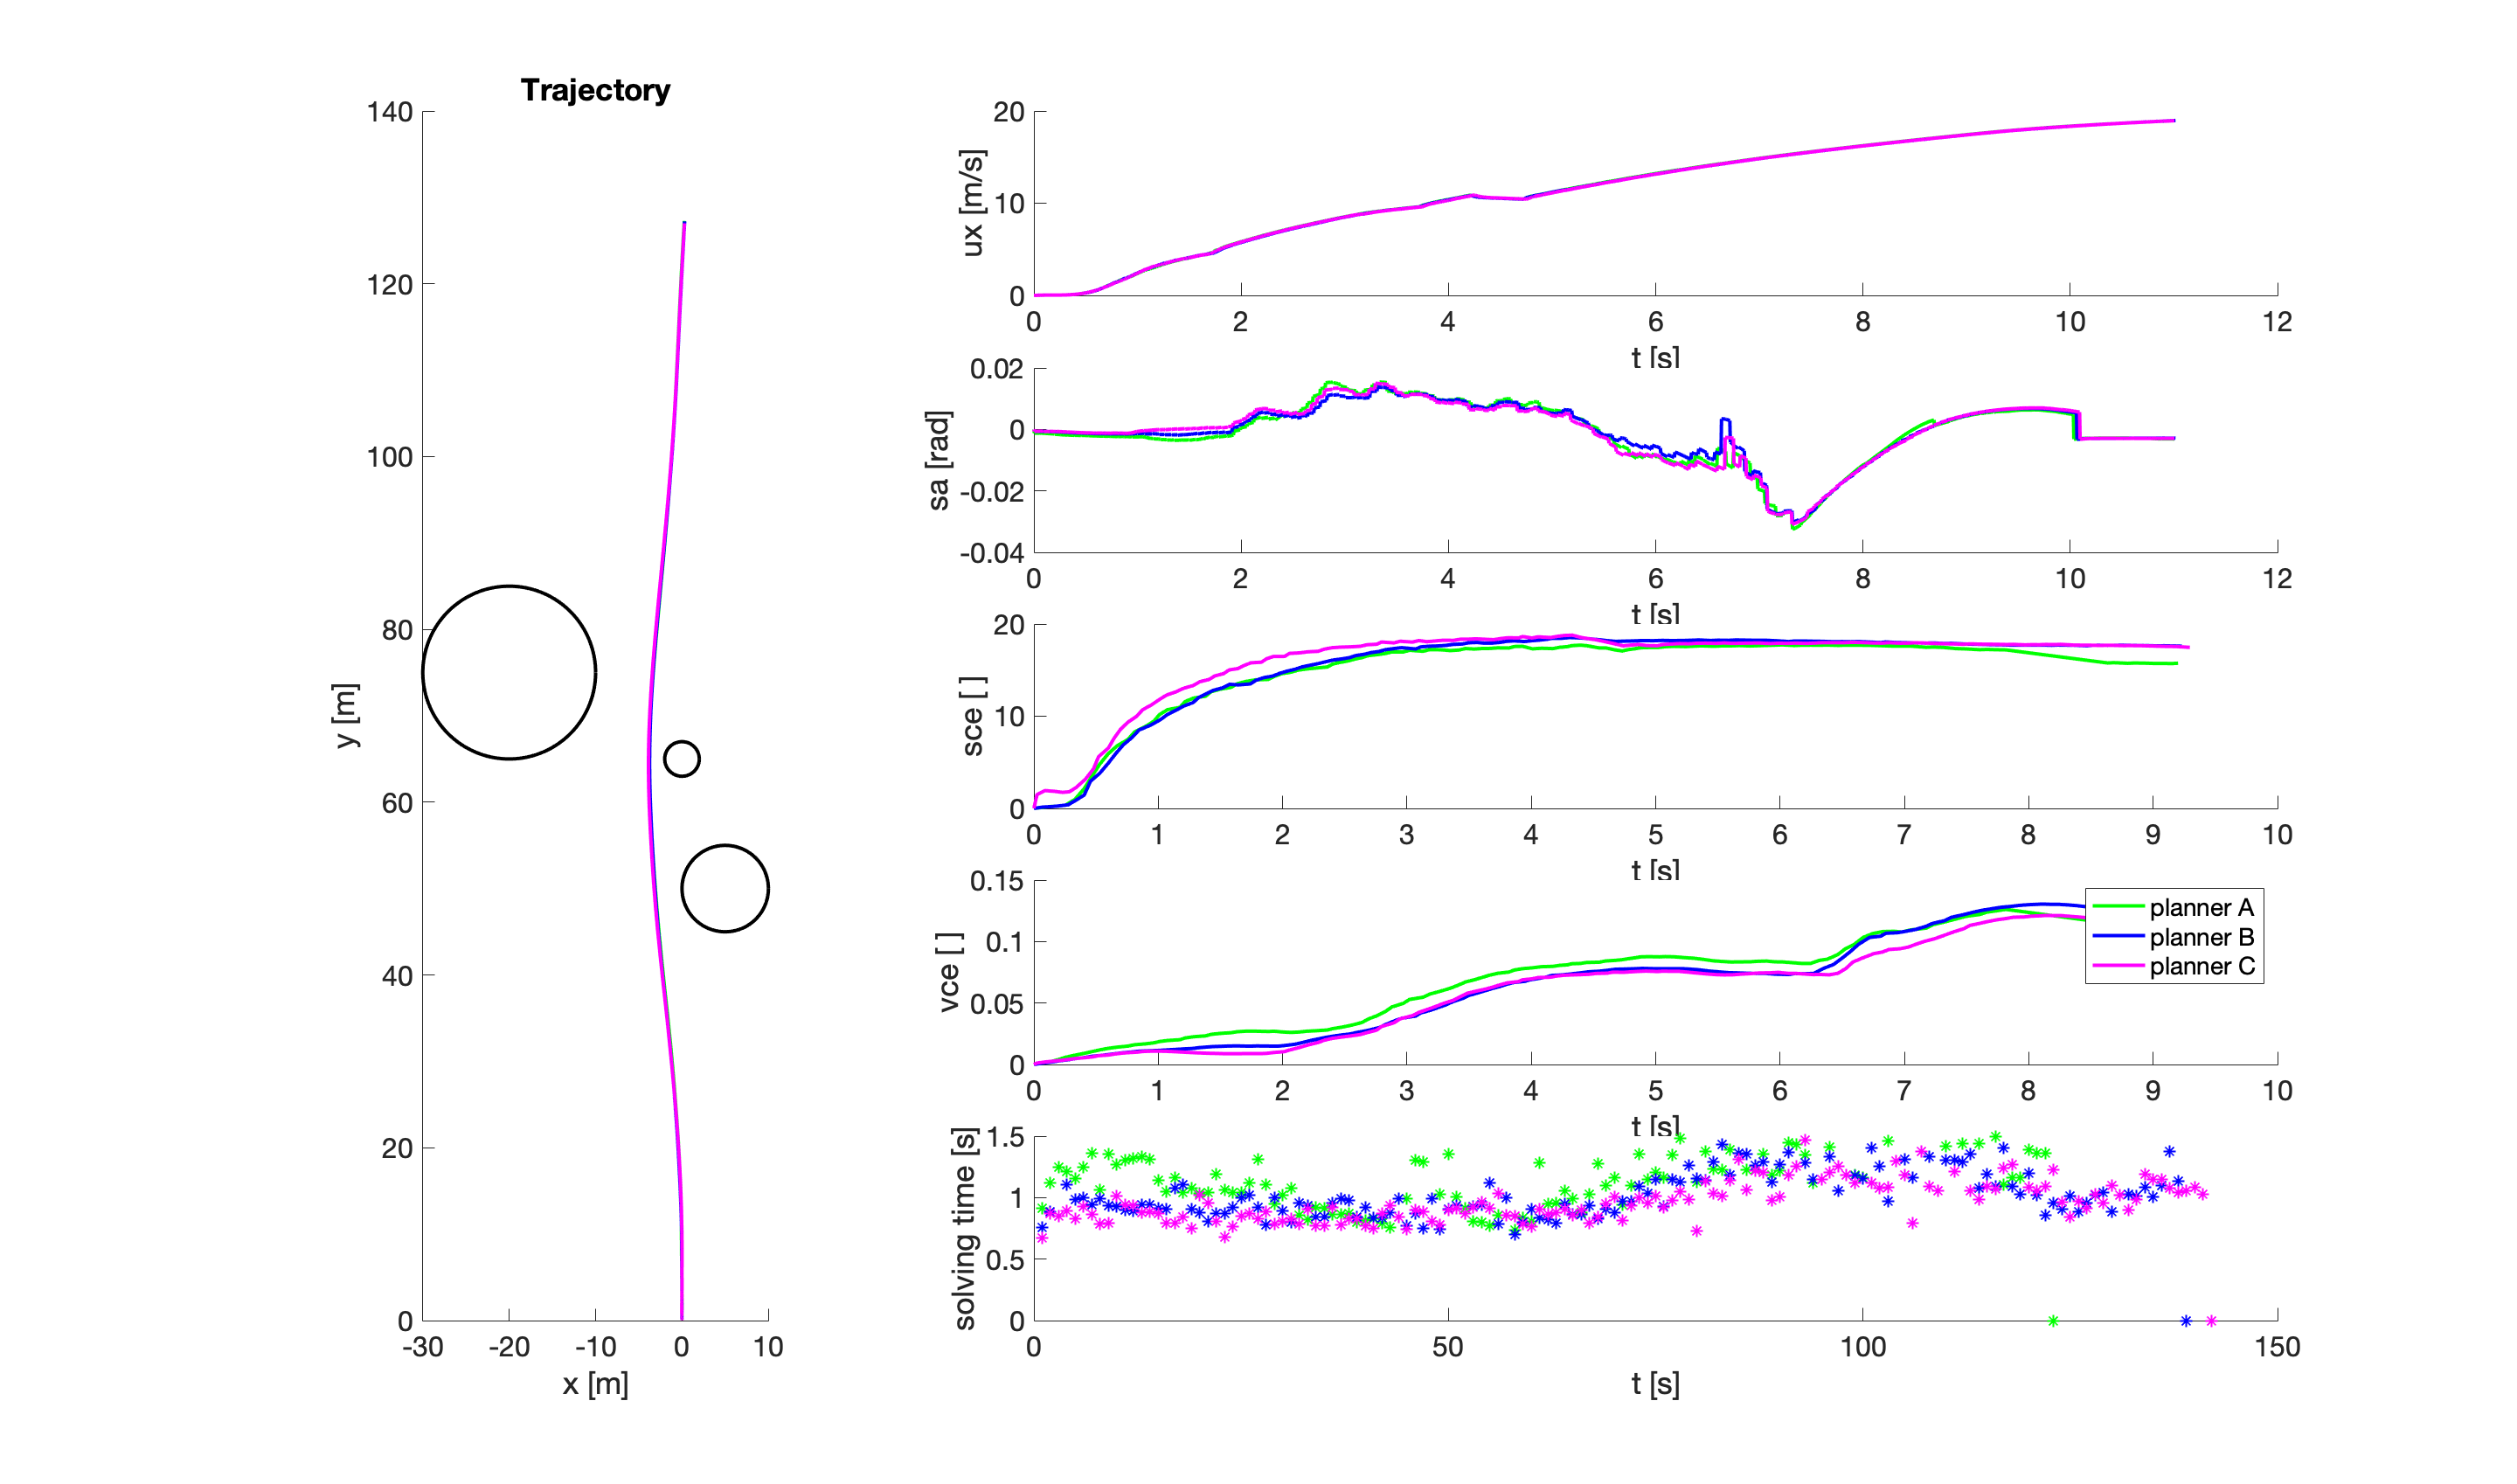 Trajectory
140
120
100
80
60
40
20
0
-30 -20 -10 0 10
x [m]
y [m]
20
10
0
ux [m/s]
0 2 4 6 8 10 12
t [s]
0.02
0
-0.02
-0.04
sa [rad]
0 2 4 6 8 10 12
t [s]
20
10
0
sce [ ]
0 1 2 3 4 5 6 7 8 9 10
t [s]
0.15
0.1
0.05
0
vce [ ]
planner A
planner B
planner C
0 1 2 3 4 5 6 7 8 9 10
t [s]
1.5
1
0.5
0
solving time [s]
0 50 100 150
t [s]